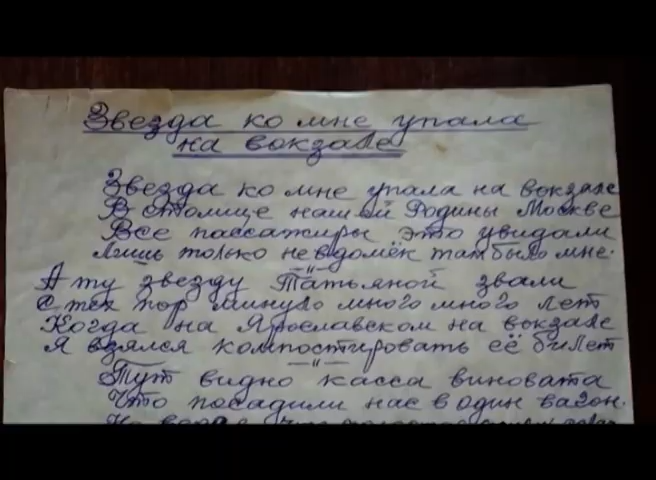 Звезда ко мне упала
на вокзале
Звезда ко мне упала на вокзале
В столице нашей Родины Москве
Все пассажиры это увидали
Лишь только невдомёк там было мне.
-"-
А ту звезду Татьяной звали
С тех пор минуло много много лет
Когда на Ярославском на вокзале
Я взялся компостировать её билет
-"-
Тут видно касса виновата
Что посадили нас в один вагон.